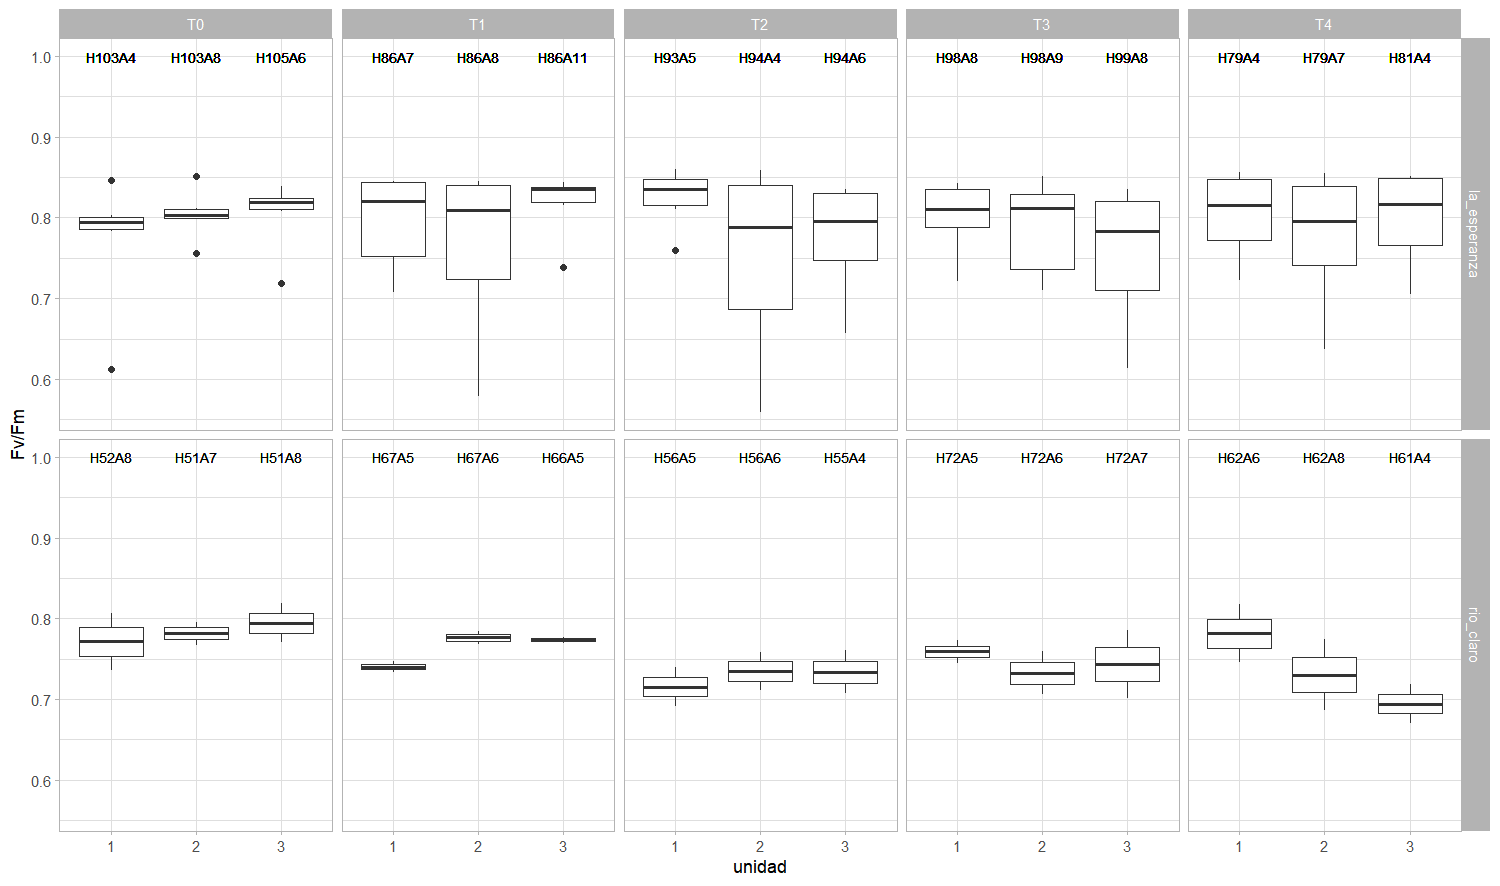 T0 T1 T2 T3 T4
H103A4 H103A8 H105A6 H86A7 H86A8 H86A11 H93A5 H94A4 H94A6 H98A8 H98A9 H99A8 H79A4 H79A7 H81A4
1.0
0.9
0.8
0.7
0.6
la_esperanza
Fv/Fm
H52A8 H51A7 H51A8 H67A5 H67A6 H66A5 H56A5 H56A6 H55A4 H72A5 H72A6 H72A7 H62A6 H62A8 H61A4
1.0
0.9
0.8
0.7
0.6
rio_claro
1 2 3 1 2 3 1 2 3 1 2 3 1 2 3
unidad